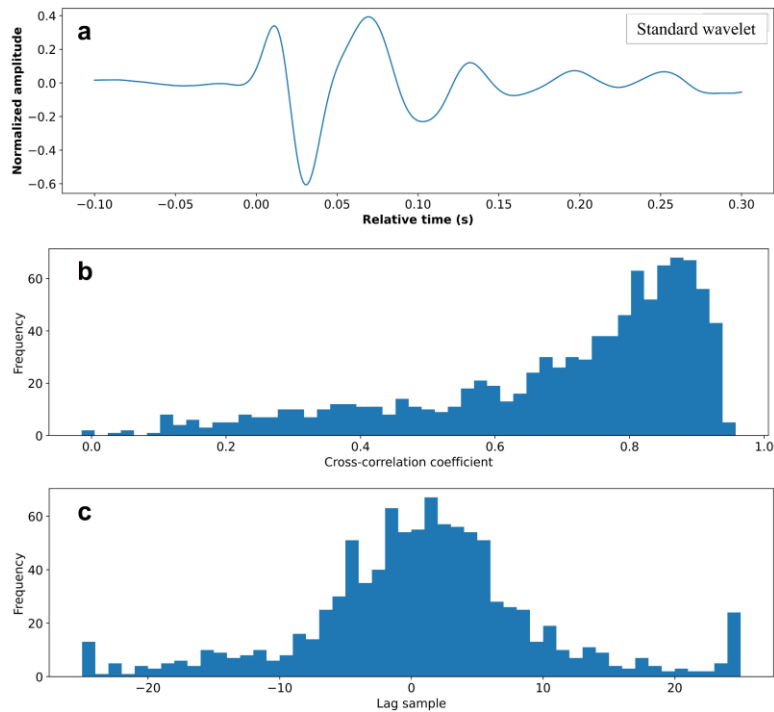 a
Standard wavelet
Normalized amplitude
0.4
0.2
0.0
−0.2
−0.4
−0.6
−0.10 −0.05 0.00 0.05 0.10 0.15 0.20 0.25 0.30
Relative time (s)
b
Frequency
60
40
20
0
0.0 0.2 0.4 0.6 0.8 1.0
Cross-correlation coefficient
c
Frequency
60
40
20
0
−20 −10 0 10 20
Lag sample